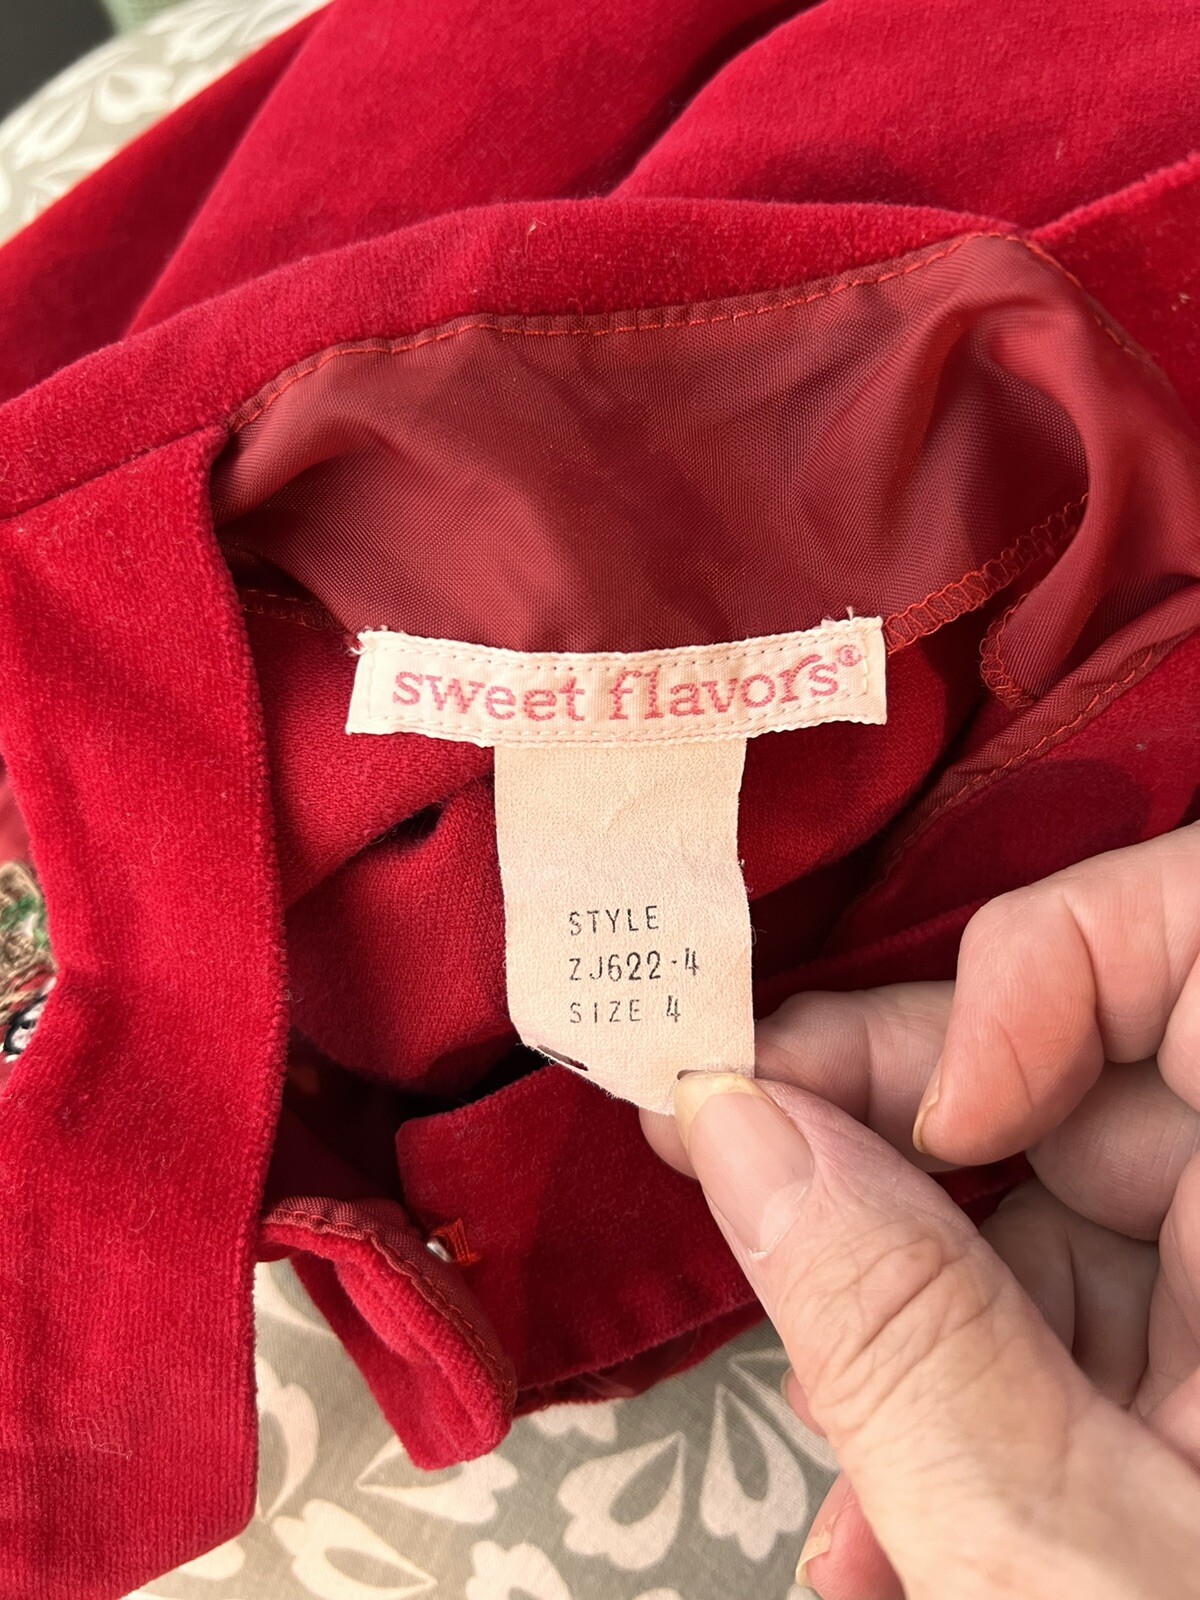 sweet flavors®
STYLE
ZJ622-4
SIZE 4